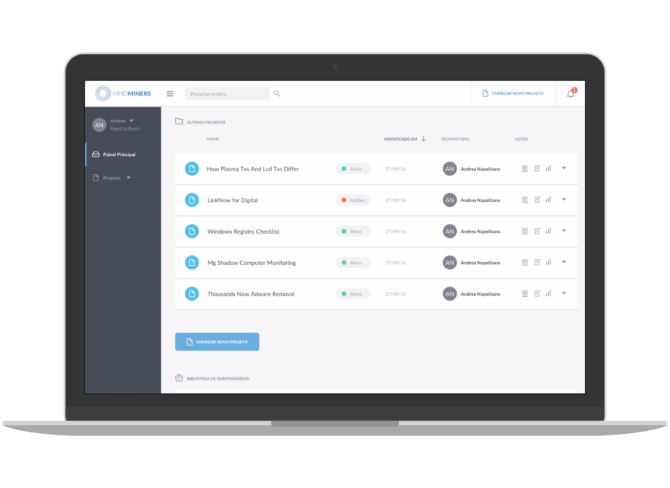 MINDMINERS
Pesquisar projeto
COMEÇAR NOVO PROJETO
AN
Andrea
PepsiCo Brasil
Painel Principal
Projetos
ÚLTIMOS PROJETOS
NOME MODIFICADO EM PROPRIETÁRIO AÇÕES
How Plasma Tvs And Lcd Tvs Differ Ativo 27/09/16 AN Andrea Napolitano
LinkNow for Digital Inativo 27/09/16 AN Andrea Napolitano
Windows Registry Checklist Ativo 27/09/16 AN Andrea Napolitano
Mg Shadow Computer Monitoring Ativo 27/09/16 AN Andrea Napolitano
Thousands Now Adware Removal Ativo 27/09/16 AN Andrea Napolitano
COMEÇAR NOVO PROJETO
BIBLIOTECA DE QUESTIONÁRIOS